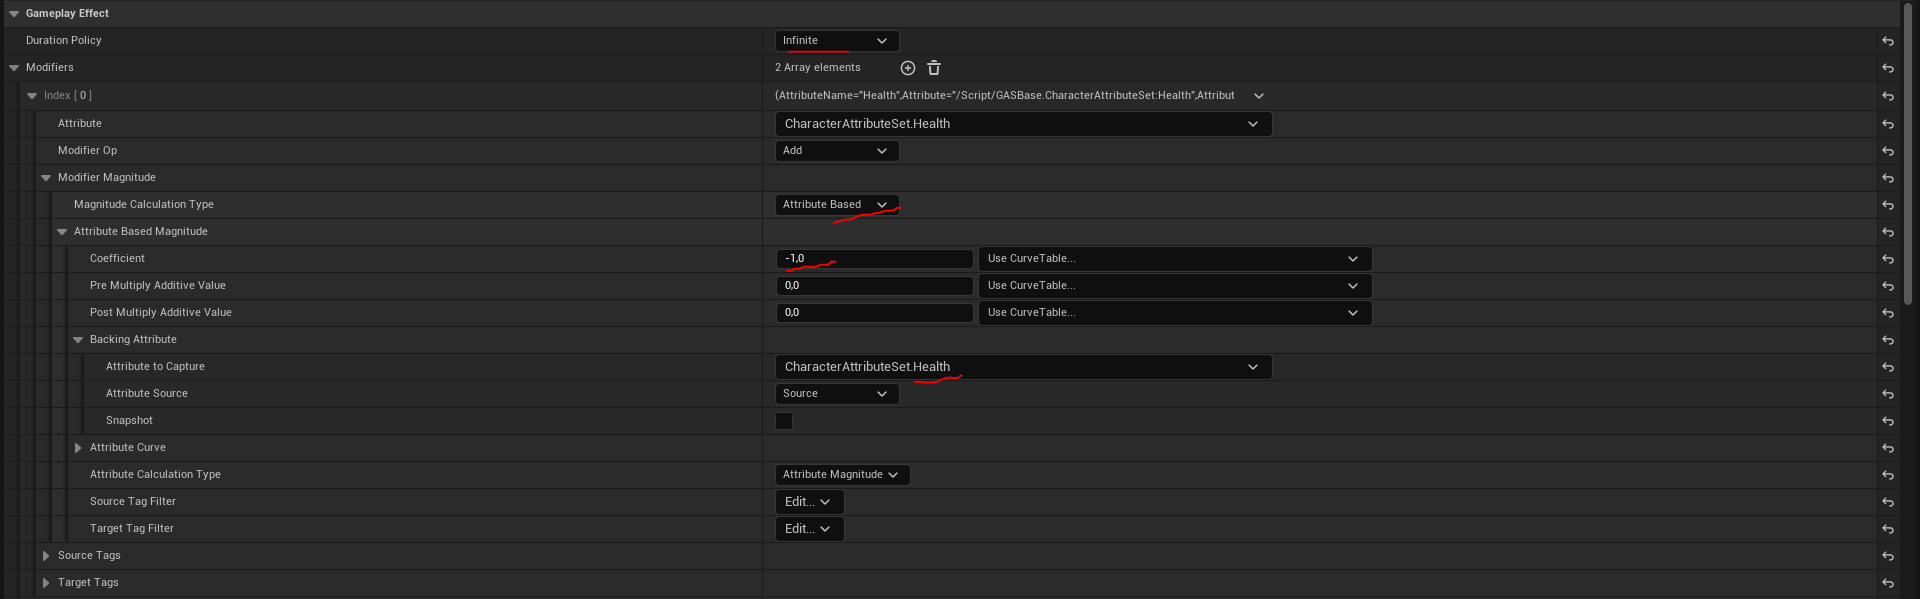 Gameplay Effect
Duration Policy Infinite
Modifiers 2 Array elements
Index [ 0 ] (AttributeName="Health",Attribute="/Script/GASBase.CharacterAttributeSet:Health",Attribut
Attribute CharacterAttributeSet.Health
Modifier Op Add
Modifier Magnitude
Magnitude Calculation Type Attribute Based
Attribute Based Magnitude
Coefficient -1,0 Use CurveTable...
Pre Multiply Additive Value 0,0 Use CurveTable...
Post Multiply Additive Value 0,0 Use CurveTable...
Backing Attribute
Attribute to Capture CharacterAttributeSet.Health
Attribute Source Source
Snapshot
Attribute Curve
Attribute Calculation Type Attribute Magnitude
Source Tag Filter Edit...
Target Tag Filter Edit...
Source Tags
Target Tags